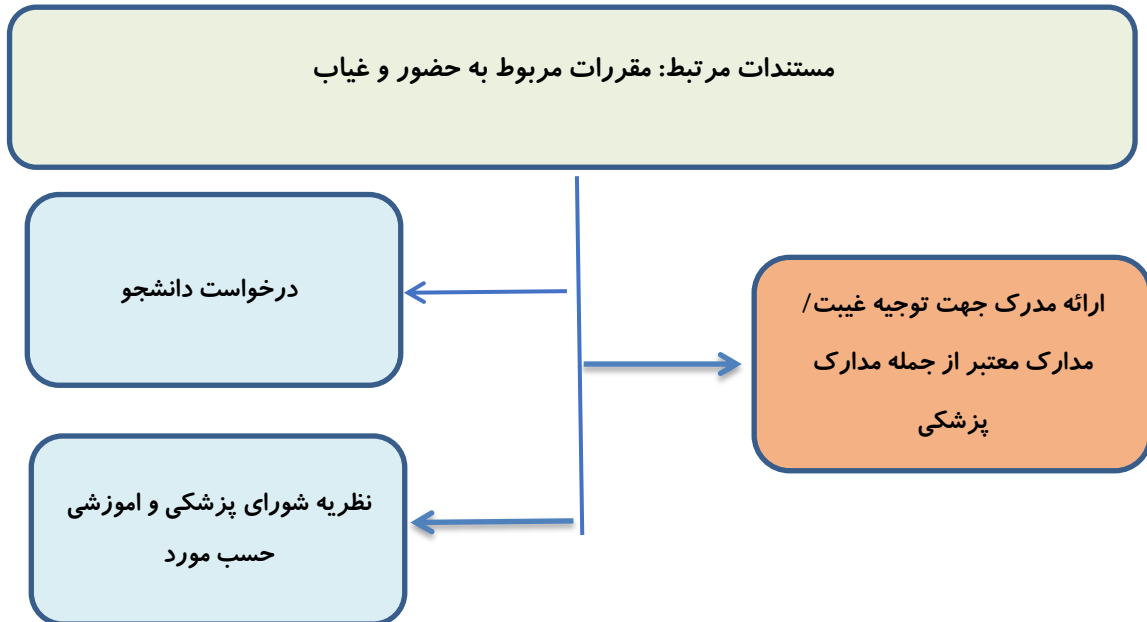 مستندات مرتبط: مقررات مربوط به حضور و غیاب
درخواست دانشجو
ارائه مدرک جهت توجیه غیبت/
مدارک معتبر از جمله مدارک
پزشکی
نظریه شورای پزشکی و اموزشی
حسب مورد